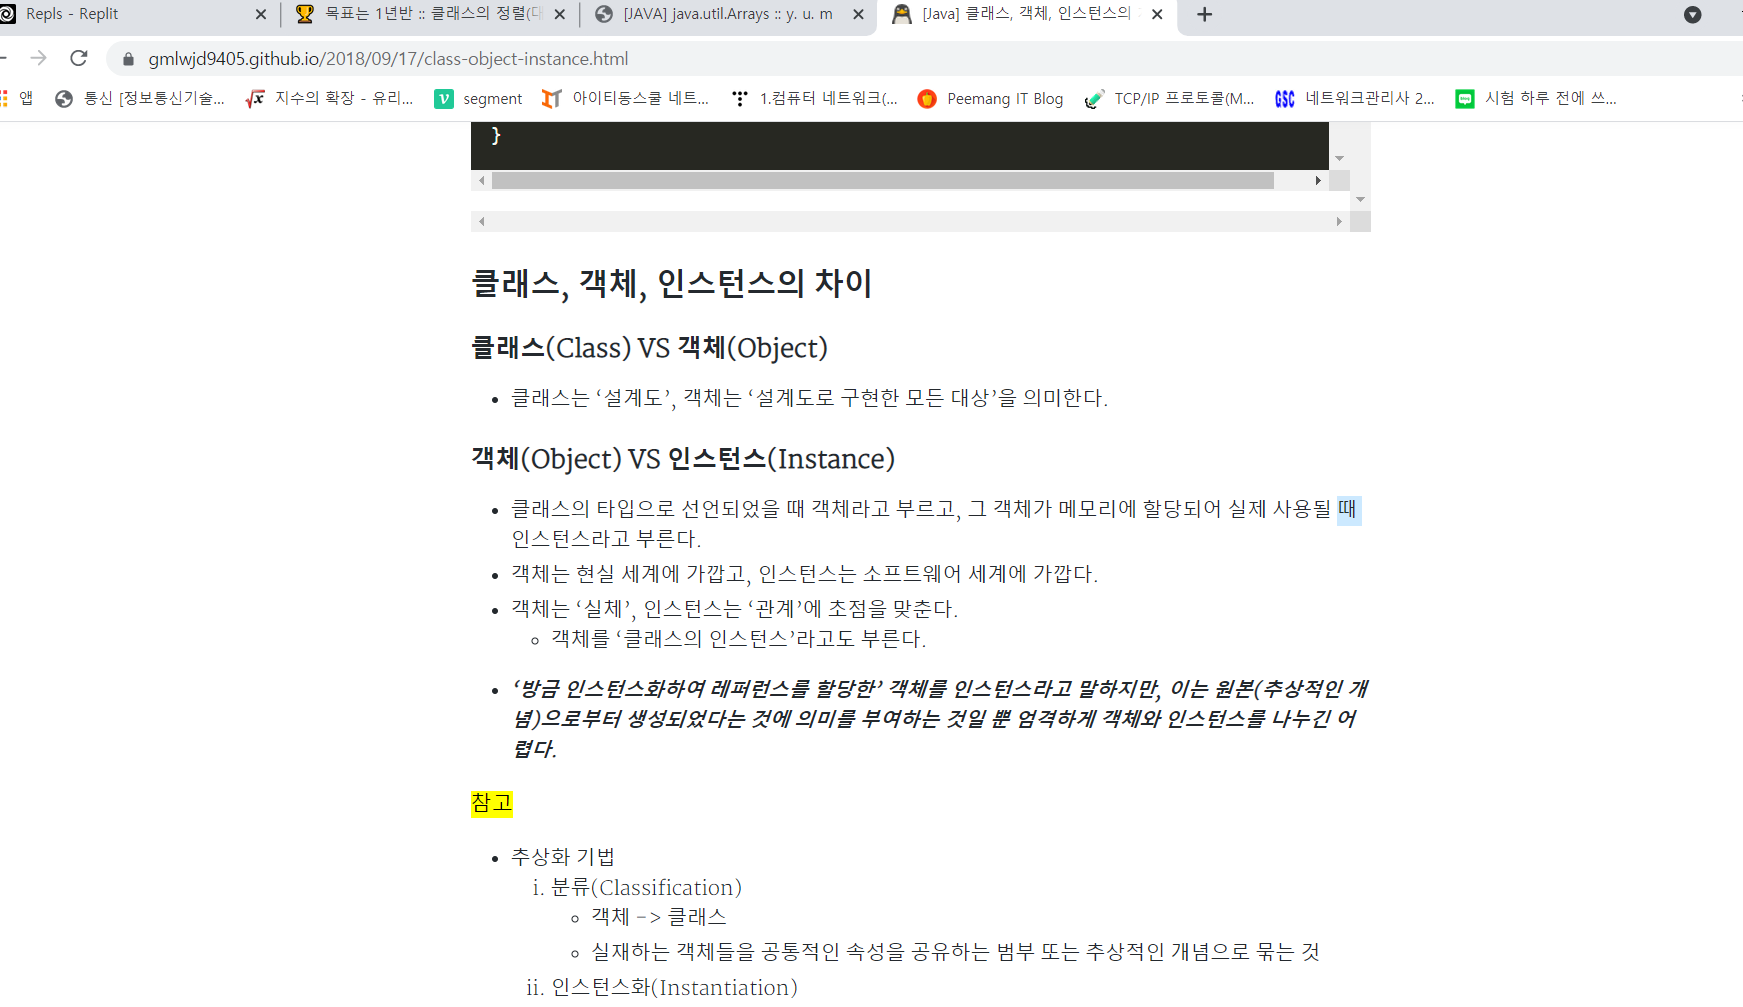 Repls - Replit
목표는 1년반 :: 클래스의 정렬(대
[JAVA] java.util.Arrays :: y. u. m
[Java] 클래스, 객체, 인스턴스의
gmlwjd9405.github.io/2018/09/17/class-object-instance.html
앱
통신 [정보통신기술...
지수의 확장 - 유리...
segment
아이티동스쿨 네트...
1.컴퓨터 네트워크(...
Peemang IT Blog
TCP/IP 프로토콜(M...
GSC
네트워크관리사 2...
시험 하루 전에 쓰...
}
클래스, 객체, 인스턴스의 차이
클래스(Class) VS 객체(Object)
• 클래스는 ‘설계도’, 객체는 ‘설계도로 구현한 모든 대상’을 의미한다.
객체(Object) VS 인스턴스(Instance)
• 클래스의 타입으로 선언되었을 때 객체라고 부르고, 그 객체가 메모리에 할당되어 실제 사용될 때
인스턴스라고 부른다.
• 객체는 현실 세계에 가깝고, 인스턴스는 소프트웨어 세계에 가깝다.
• 객체는 ‘실체’, 인스턴스는 ‘관계’에 초점을 맞춘다.
◦ 객체를 ‘클래스의 인스턴스’라고도 부른다.
• ‘방금 인스턴스화하여 레퍼런스를 할당한’ 객체를 인스턴스라고 말하지만, 이는 원본(추상적인 개
념)으로부터 생성되었다는 것에 의미를 부여하는 것일 뿐 엄격하게 객체와 인스턴스를 나누긴 어
렵다.
참고
• 추상화 기법
i. 분류(Classification)
◦ 객체 -> 클래스
◦ 실재하는 객체들을 공통적인 속성을 공유하는 범부 또는 추상적인 개념으로 묶는 것
ii. 인스턴스화(Instantiation)